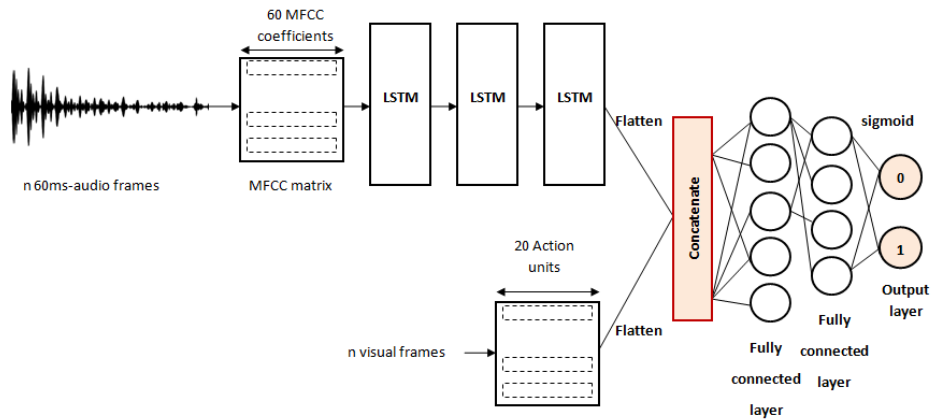 60 MFCC
coefficients
n 60ms-audio frames
MFCC matrix
LSTM
LSTM
LSTM
Flatten
20 Action
units
n visual frames
Flatten
Concatenate
sigmoid
0
1
Output
layer
Fully
connected
layer
Fully
connected
layer